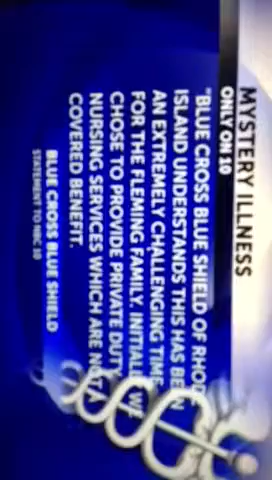 MYSTERY ILLNESS
ONLY ON 10
"BLUE CROSS BLUE SHIELD OF RHODE
ISLAND UNDERSTANDS THIS HAS BEEN
AN EXTREMELY CHALLENGING TIME
FOR THE FLEMING FAMILY. INITIALLY WE
CHOSE TO PROVIDE PRIVATE DUTY
NURSING SERVICES WHICH ARE NOT A
COVERED BENEFIT.
BLUE CROSS BLUE SHIELD
STATEMENT TO NBC 10